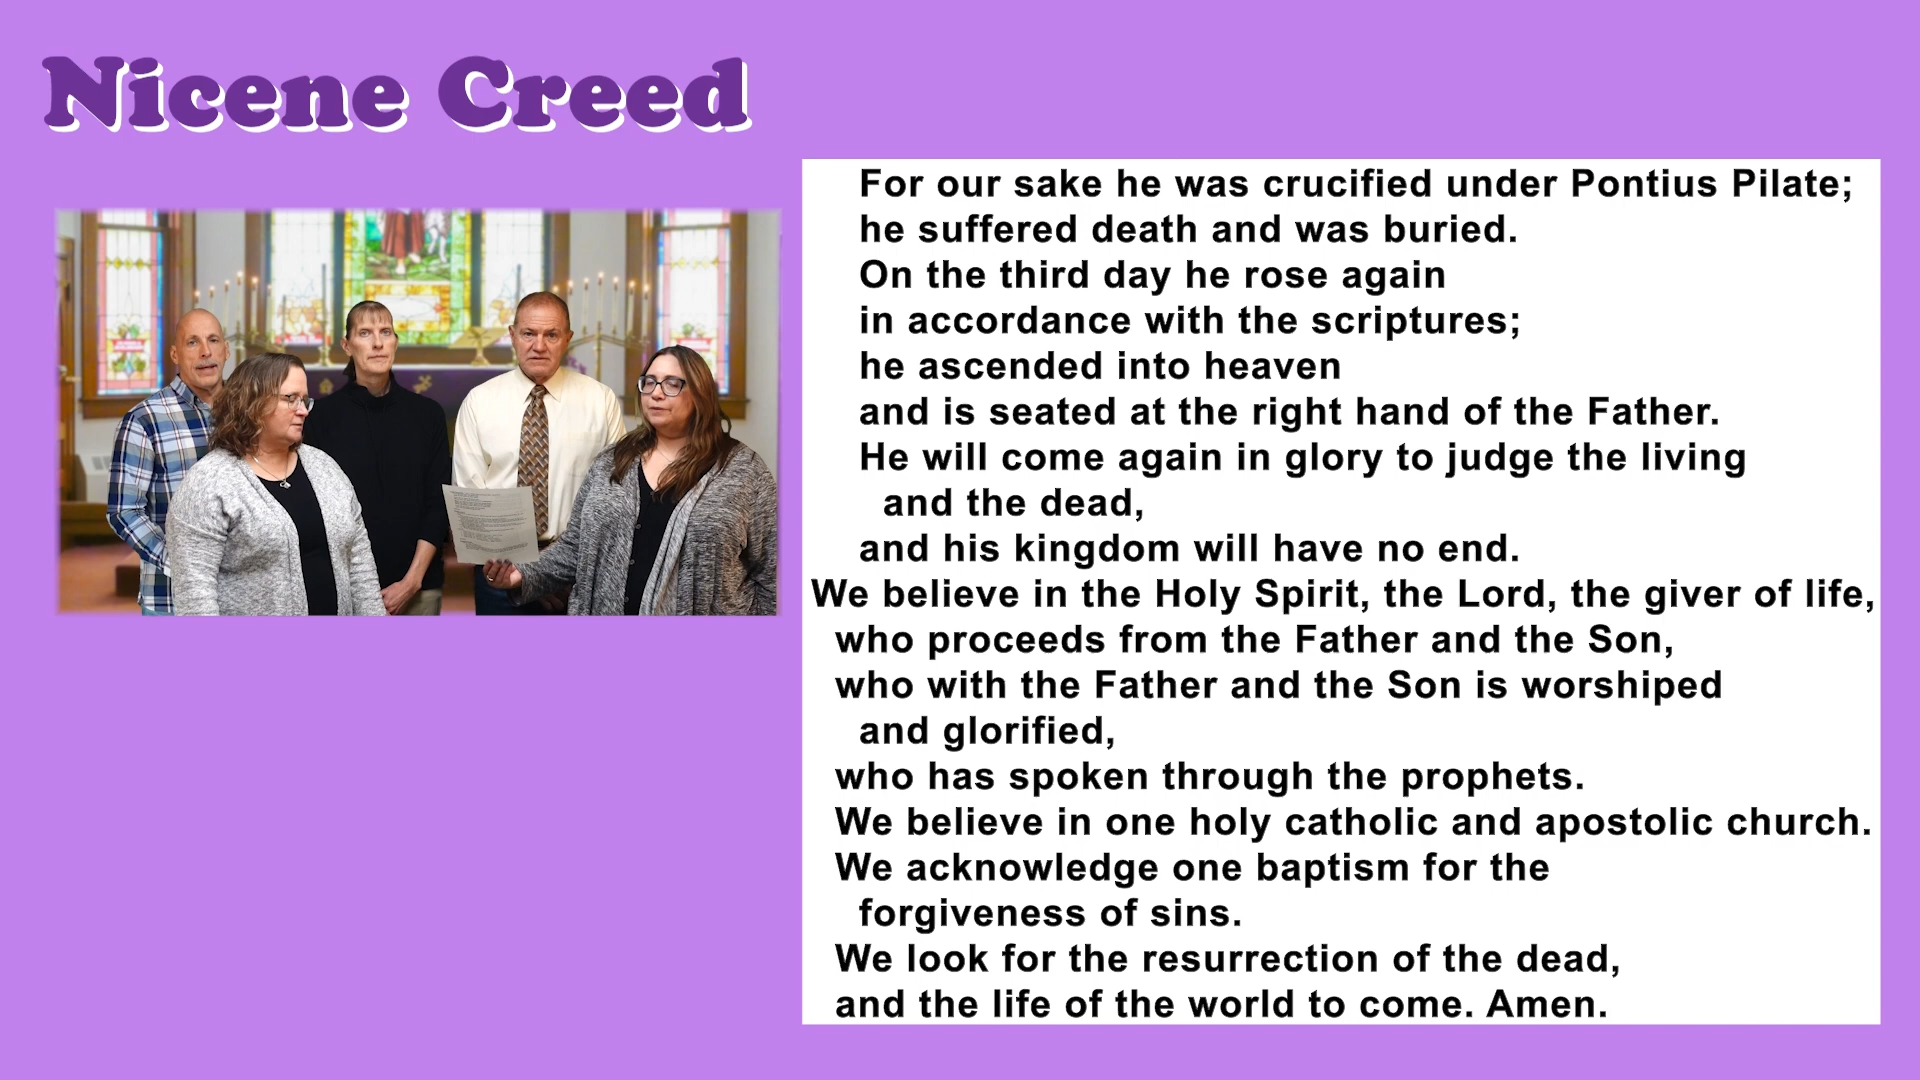 Nicene Creed
For our sake he was crucified under Pontius Pilate;
he suffered death and was buried.
On the third day he rose again
in accordance with the scriptures;
he ascended into heaven
and is seated at the right hand of the Father.
He will come again in glory to judge the living
and the dead,
and his kingdom will have no end.
We believe in the Holy Spirit, the Lord, the giver of life,
who proceeds from the Father and the Son,
who with the Father and the Son is worshiped
and glorified,
who has spoken through the prophets.
We believe in one holy catholic and apostolic church.
We acknowledge one baptism for the
forgiveness of sins.
We look for the resurrection of the dead,
and the life of the world to come. Amen.